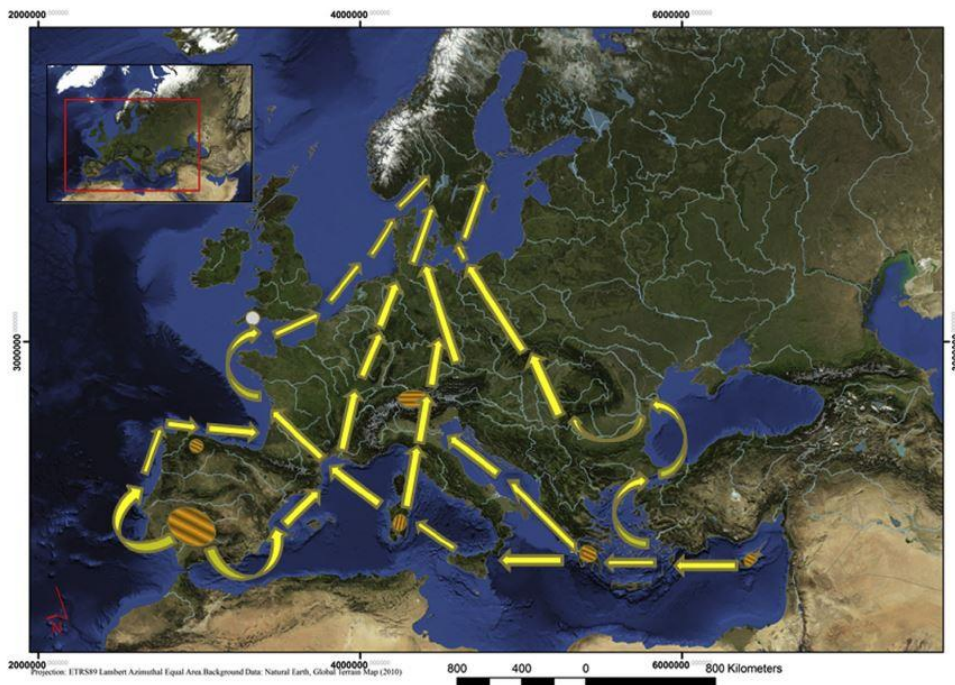 2000000 4000000 6000000
3000000
3000000
2000000 4000000 6000000
Projection: ETRS89 Lambert Azimuthal Equal Area.Background Data: Natural Earth, Global Terrain Map (2010)
800 400 0 800 Kilometers